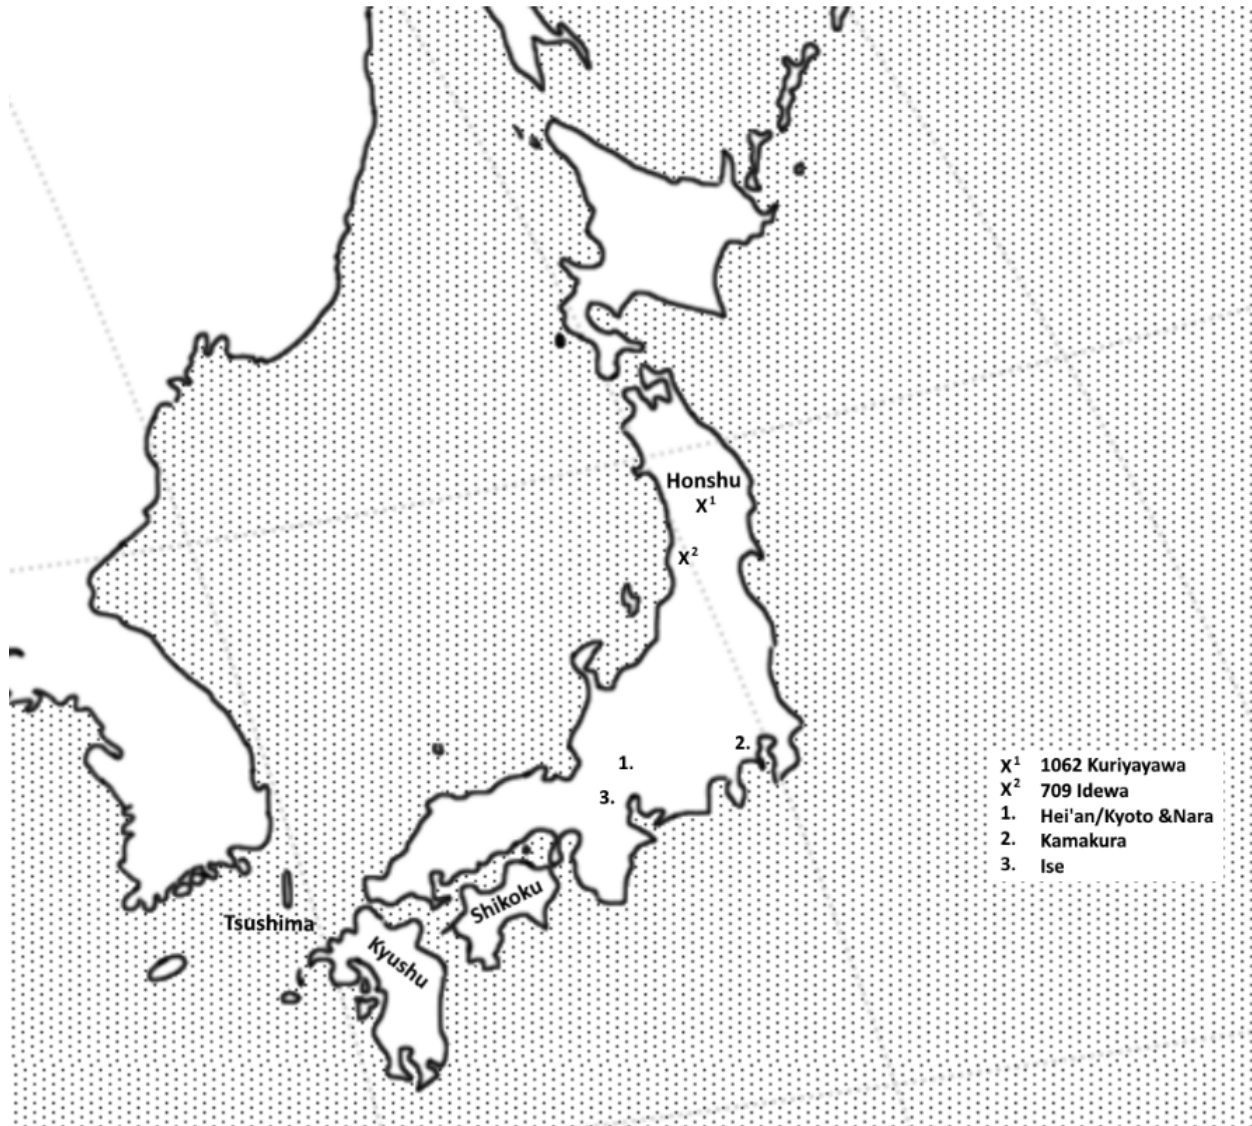 Honshu
X¹
X²
1.
2.
3.
Shikoku
Tsushima
Kyushu
X¹ 1062 Kuriyayawa
X² 709 Idewa
1. Hei'an/Kyoto &Nara
2. Kamakura
3. Ise